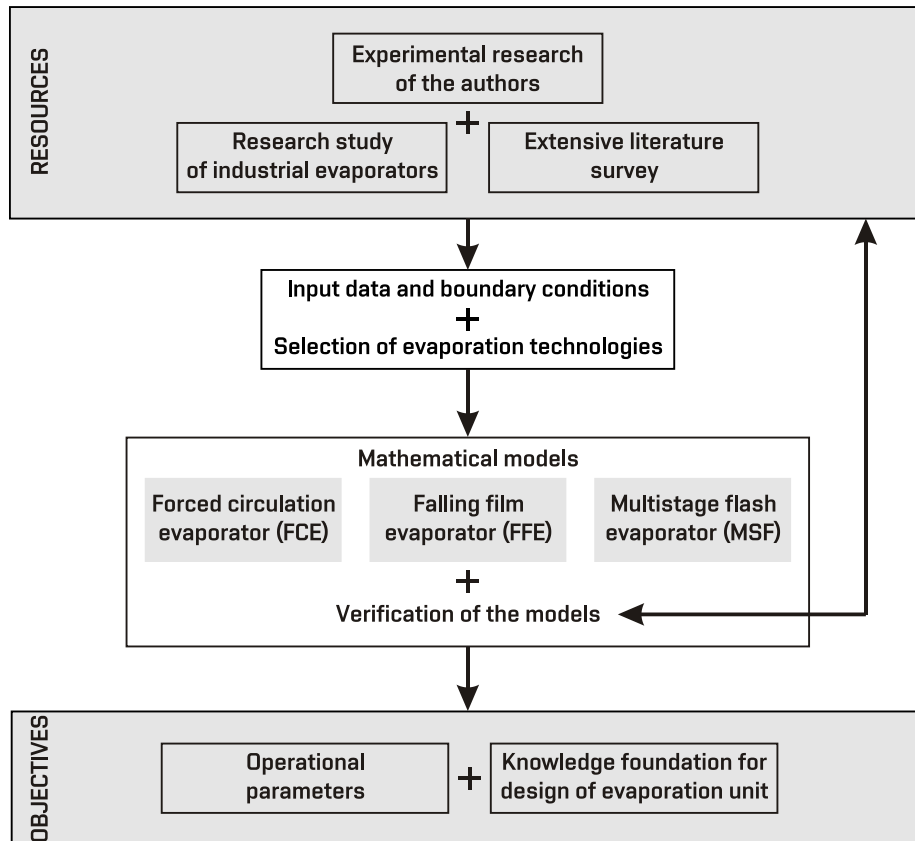 RESOURCES
Experimental research
of the authors
+
Research study
of industrial evaporators
Extensive literature
survey
Input data and boundary conditions
+
Selection of evaporation technologies
Mathematical models
Forced circulation
evaporator (FCE)
Falling film
evaporator (FFE)
Multistage flash
evaporator (MSF)
+
Verification of the models
OBJECTIVES
Operational
parameters
+
Knowledge foundation for
design of evaporation unit